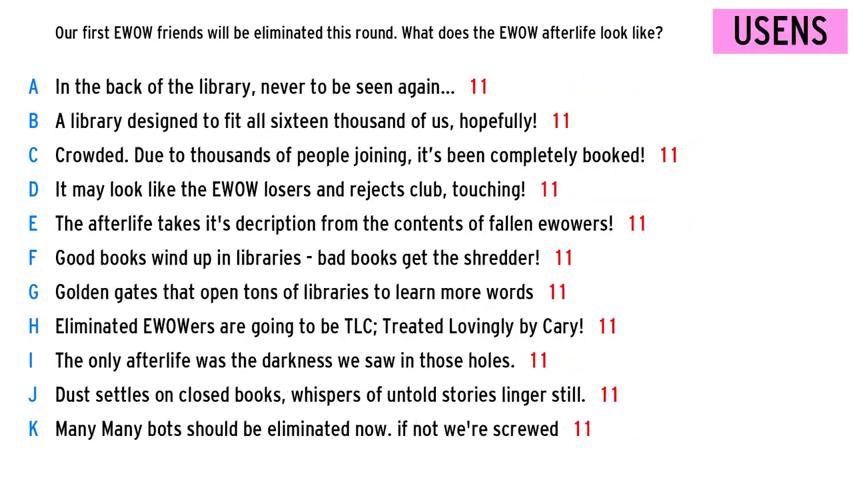 Our first EWOW friends will be eliminated this round. What does the EWOW afterlife look like?
USENS
A In the back of the library, never to be seen again... 11
B A library designed to fit all sixteen thousand of us, hopefully! 11
C Crowded. Due to thousands of people joining, it’s been completely booked! 11
D It may look like the EWOW losers and rejects club, touching! 11
E The afterlife takes it's decription from the contents of fallen ewowers! 11
F Good books wind up in libraries - bad books get the shredder! 11
G Golden gates that open tons of libraries to learn more words 11
H Eliminated EWOWers are going to be TLC; Treated Lovingly by Cary! 11
I The only afterlife was the darkness we saw in those holes. 11
J Dust settles on closed books, whispers of untold stories linger still. 11
K Many Many bots should be eliminated now. if not we're screwed 11